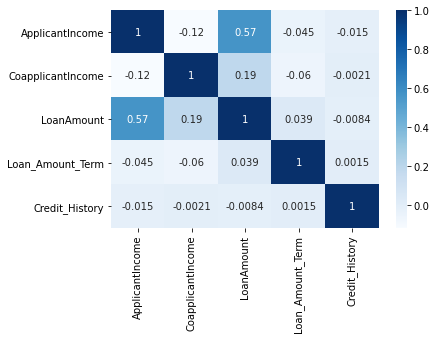 ApplicantIncome 1 -0.12 0.57 -0.045 -0.015
CoapplicantIncome -0.12 1 0.19 -0.06 -0.0021
LoanAmount 0.57 0.19 1 0.039 -0.0084
Loan_Amount_Term -0.045 -0.06 0.039 1 0.0015
Credit_History -0.015 -0.0021 -0.0084 0.0015 1
ApplicantIncome
CoapplicantIncome
LoanAmount
Loan_Amount_Term
Credit_History
1.0
0.8
0.6
0.4
0.2
0.0